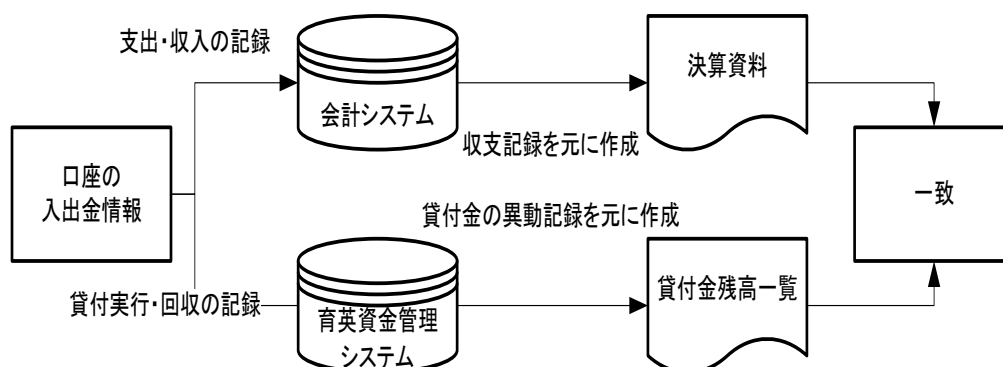 支出・収入の記録
会計システム
決算資料
収支記録を元に作成
口座の
入出金情報
一致
貸付金の異動記録を元に作成
貸付実行・回収の記録
育英資金管理
システム
貸付金残高一覧